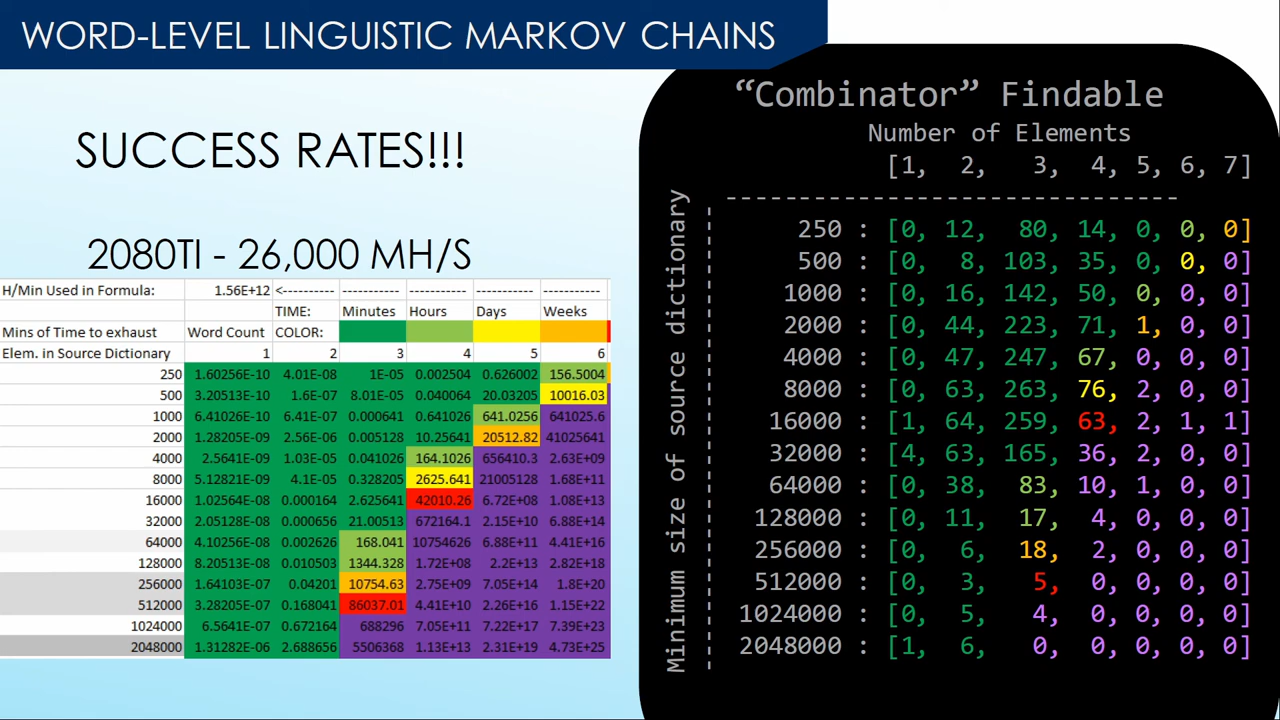 WORD-LEVEL LINGUISTIC MARKOV CHAINS
SUCCESS RATES!!!
2080TI - 26,000 MH/S
H/Min Used in Formula: 1.56E+12 <---------- ----------- ---------- ---------- ----------
TIME: Minutes Hours Days Weeks
Mins of Time to exhaust Word Count COLOR:
Elem. in Source Dictionary 1 2 3 4 5 6
250 1.60256E-10 4.01E-08 1E-05 0.002504 0.626002 156.5004
500 3.20513E-10 1.6E-07 8.01E-05 0.040064 20.03205 10016.03
1000 6.41026E-10 6.41E-07 0.000641 0.641026 641.0256 641025.6
2000 1.28205E-09 2.56E-06 0.005128 10.25641 20512.82 41025641
4000 2.5641E-09 1.03E-05 0.041026 164.1026 656410.3 2.63E+09
8000 5.12821E-09 4.1E-05 0.328205 2625.641 21005128 1.68E+11
16000 1.02564E-08 0.000164 2.625641 42010.26 6.72E+08 1.08E+13
32000 2.05128E-08 0.000656 21.00513 672164.1 2.15E+10 6.88E+14
64000 4.10256E-08 0.002626 168.041 10754626 6.88E+11 4.41E+16
128000 8.20513E-08 0.010503 1344.328 1.72E+08 2.2E+13 2.82E+18
256000 1.64103E-07 0.04201 10754.63 2.75E+09 7.05E+14 1.8E+20
512000 3.28205E-07 0.168041 86037.01 4.41E+10 2.26E+16 1.15E+22
1024000 6.5641E-07 0.672164 688296 7.05E+11 7.22E+17 7.39E+23
2048000 1.31282E-06 2.688656 5506368 1.13E+13 2.31E+19 4.73E+25
“Combinator” Findable
Number of Elements
[1, 2, 3, 4, 5, 6, 7]
-------------------------------
Minimum size of source dictionary
250 : [0, 12, 80, 14, 0, 0, 0]
500 : [0, 8, 103, 35, 0, 0, 0]
1000 : [0, 16, 142, 50, 0, 0, 0]
2000 : [0, 44, 223, 71, 1, 0, 0]
4000 : [0, 47, 247, 67, 0, 0, 0]
8000 : [0, 63, 263, 76, 2, 0, 0]
16000 : [1, 64, 259, 63, 2, 1, 1]
32000 : [4, 63, 165, 36, 2, 0, 0]
64000 : [0, 38, 83, 10, 1, 0, 0]
128000 : [0, 11, 17, 4, 0, 0, 0]
256000 : [0, 6, 18, 2, 0, 0, 0]
512000 : [0, 3, 5, 0, 0, 0, 0]
1024000 : [0, 5, 4, 0, 0, 0, 0]
2048000 : [1, 6, 0, 0, 0, 0, 0]